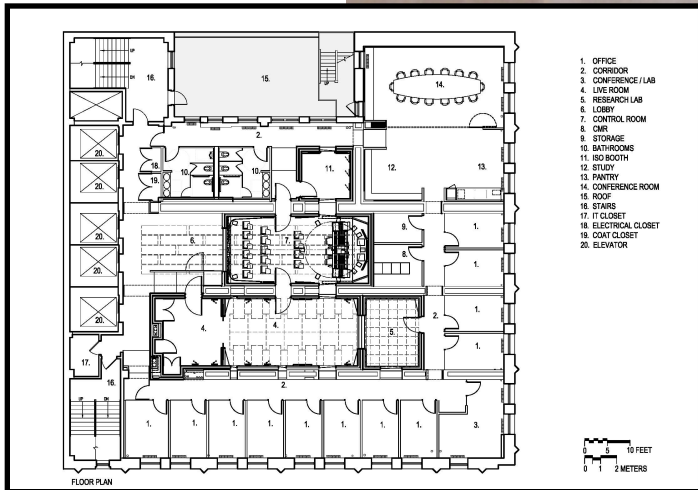 1. OFFICE
2. CORRIDOR
3. CONFERENCE / LAB
4. LIVE ROOM
5. RESEARCH LAB
6. LOBBY
7. CONTROL ROOM
8. CMR
9. STORAGE
10. BATHROOMS
11. ISO BOOTH
12. STUDY
13. PANTRY
14. CONFERENCE ROOM
15. ROOF
16. STAIRS
17. IT CLOSET
18. ELECTRICAL CLOSET
19. COAT CLOSET
20. ELEVATOR
UP
DN
16.
15.
14.
2.
20.
18.
10.
10.
11.
12.
13.
20.
19.
20.
6.
7.
9.
1.
20.
8.
1.
20.
4.
4.
5.
2.
1.
17.
1.
16.
2.
UP DN
1. 1. 1. 1. 1. 1. 1. 1. 3.
0 5 10 FEET
0 1 2 METERS
FLOOR PLAN